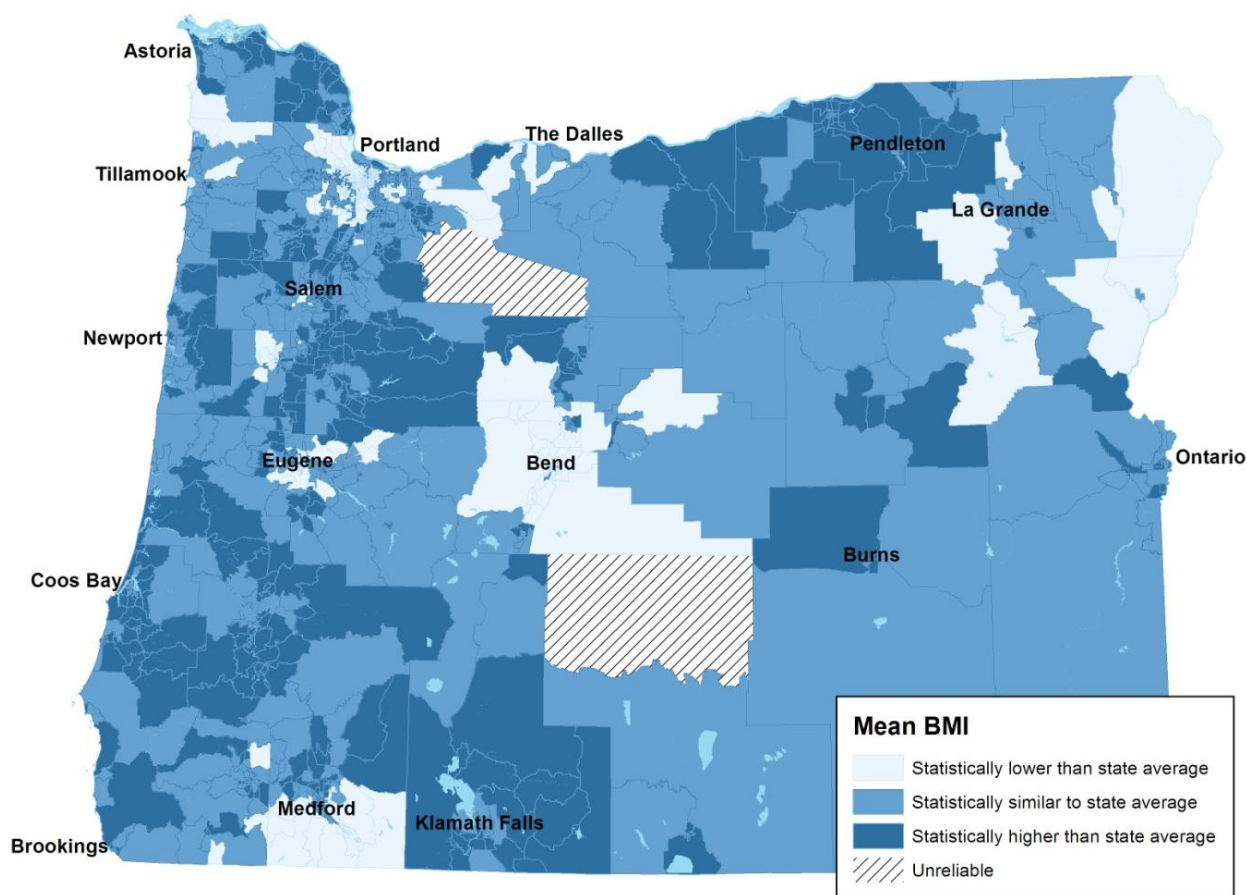 Astoria
Portland
The Dalles
Pendleton
Tillamook
La Grande
Salem
Newport
Eugene
Bend
Ontario
Burns
Coos Bay
Medford
Klamath Falls
Brookings
Mean BMI
Statistically lower than state average
Statistically similar to state average
Statistically higher than state average
Unreliable